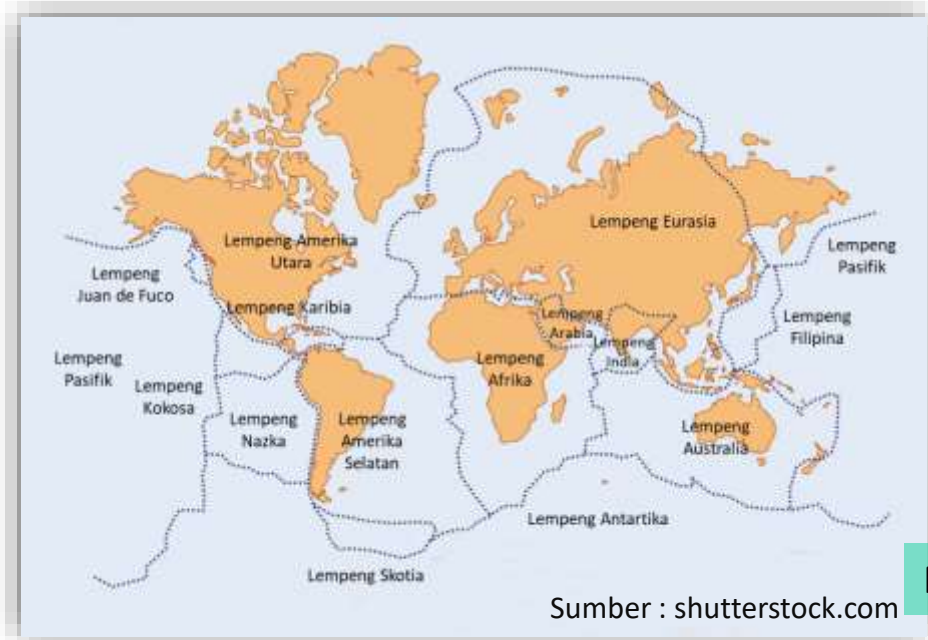 Lempeng Eurasia
Lempeng Amerika
Utara
Lempeng
Pasifik
Lempeng
Juan de Fuco
Lempeng Karibia
Lempeng
Arabia
Lempeng
Filipina
Lempeng
India
Lempeng
Pasifik
Lempeng
Afrika
Lempeng
Kokosa
Lempeng
Nazka
Lempeng
Amerika
Selatan
Lempeng
Australia
Lempeng Antartika
Lempeng Skotia
Sumber : shutterstock.com